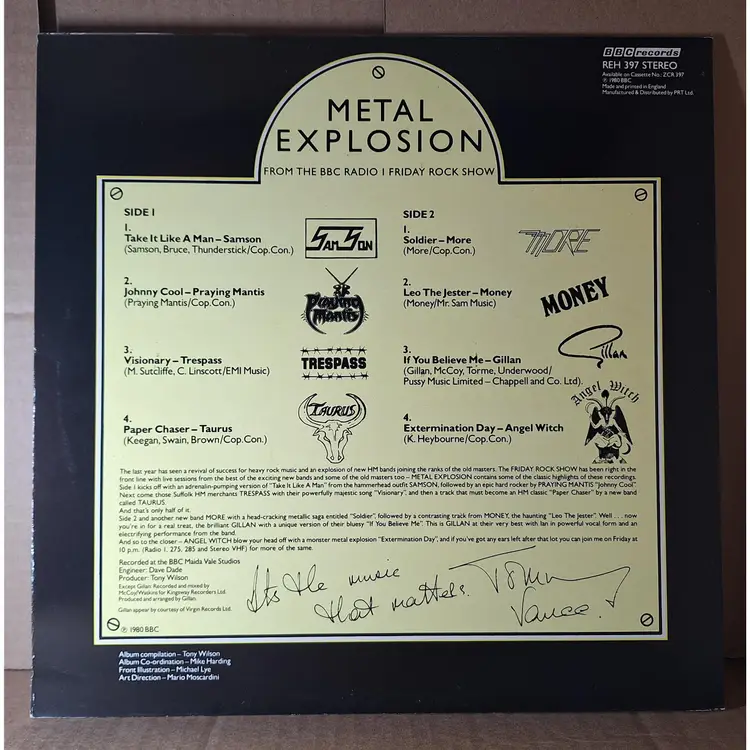 BBC records
REH 397 STEREO
Available on Cassette No.: ZCR 397
℗ 1980 BBC
Made and printed in England
Manufactured & Distributed by PRT Ltd.
METAL
EXPLOSION
FROM THE BBC RADIO 1 FRIDAY ROCK SHOW
SIDE 1
1.
Take It Like A Man – Samson
(Samson, Bruce, Thunderstick/Cop.Con.)
SAMSON
2.
Johnny Cool – Praying Mantis
(Praying Mantis/Cop.Con.)
Praying
Mantis
3.
Visionary – Trespass
(M. Sutcliffe, C. Linscott/EMI Music)
TRESPASS
4.
Paper Chaser – Taurus
(Keegan, Swain, Brown/Cop.Con.)
TAURUS
SIDE 2
1.
Soldier – More
(More/Cop.Con.)
MORE
2.
Leo The Jester – Money
(Money/Mr. Sam Music)
MONEY
3.
If You Believe Me – Gillan
(Gillan, McCoy, Torme, Underwood/
Pussy Music Limited – Chappell and Co. Ltd).
Gillan
4.
Extermination Day – Angel Witch
(K. Heybourne/Cop.Con.)
Angel Witch
The last year has seen a revival of success for heavy rock music and an explosion of new HM bands joining the ranks of the old masters. The FRIDAY ROCK SHOW has been right in the
front line with live sessions from the best of the exciting new bands and some of the old masters too – METAL EXPLOSION contains some of the classic highlights of these recordings.
Side 1 kicks off with an adrenalin-pumping version of "Take It Like A Man" from the hammerhead outfit SAMSON, followed by an epic hard rocker by PRAYING MANTIS "Johnny Cool".
Next come those Suffolk HM merchants TRESPASS with their powerfully majestic song "Visionary", and then a track that must become an HM classic "Paper Chaser" by a new band
called TAURUS.
And that's only half of it.
Side 2 and another new band MORE with a head-cracking metallic saga entitled "Soldier", followed by a contrasting track from MONEY, the haunting "Leo The Jester". Well . . . now
you're in for a real treat, the brilliant GILLAN with a unique version of their bluesy "If You Believe Me". This is GILLAN at their very best with Ian in powerful vocal form and an
electrifying performance from the band.
And so to the closer – ANGEL WITCH blow your head off with a monster metal explosion "Extermination Day", and if you've got any ears left after that lot you can join me on Friday at
10 p.m. (Radio 1, 275, 285 and Stereo VHF) for more of the same.
Recorded at the BBC Maida Vale Studios
Engineer: Dave Dade
Producer: Tony Wilson
Except Gillan: Recorded and mixed by
McCoy/Watkins for Kingsway Recorders Ltd.
Produced and arranged by Gillan.
Gillan appear by courtesy of Virgin Records Ltd.
It's the music
that matters. Tommy
Vance.
℗ 1980 BBC
Album compilation – Tony Wilson
Album Co-ordination – Mike Harding
Front Illustration – Michael Lye
Art Direction – Mario Moscardini